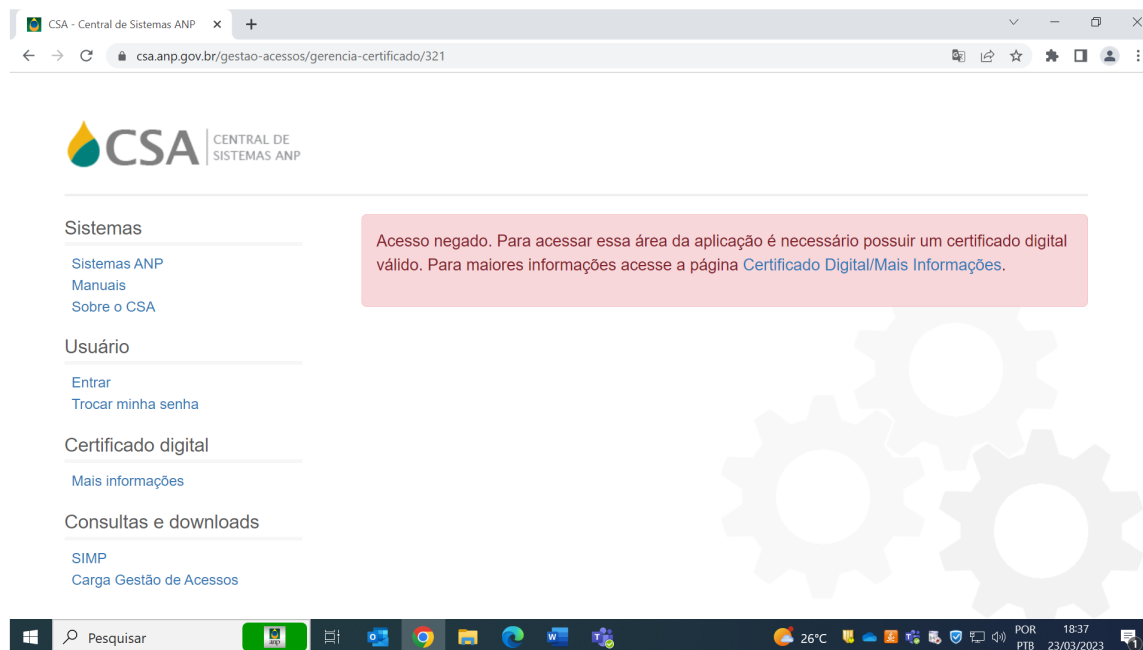 CSA - Central de Sistemas ANP
csa.anp.gov.br/gestao-acessos/gerencia-certificado/321
CSA
CENTRAL DE
SISTEMAS ANP
Sistemas
Sistemas ANP
Manuais
Sobre o CSA
Usuário
Entrar
Trocar minha senha
Certificado digital
Mais informações
Consultas e downloads
SIMP
Carga Gestão de Acessos
Acesso negado. Para acessar essa área da aplicação é necessário possuir um certificado digital
válido. Para maiores informações acesse a página Certificado Digital/Mais Informações.
Pesquisar
anp
26°C
POR
PTB
18:37
23/03/2023
1